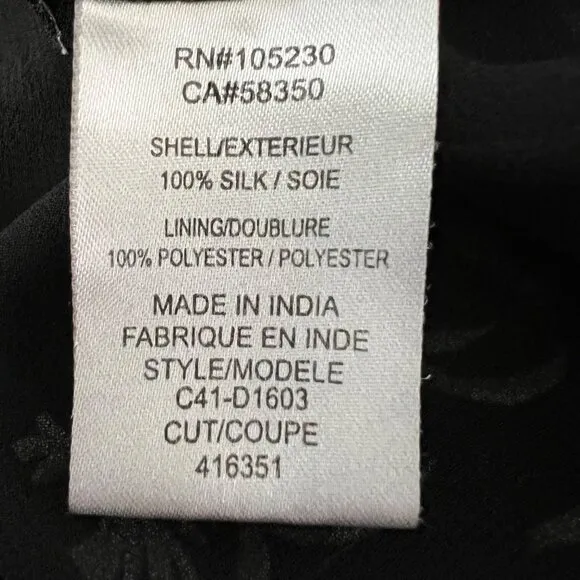 RN#105230
CA#58350
SHELL/EXTERIEUR
100% SILK / SOIE
LINING/DOUBLURE
100% POLYESTER / POLYESTER
MADE IN INDIA
FABRIQUE EN INDE
STYLE/MODELE
C41-D1603
CUT/COUPE
416351